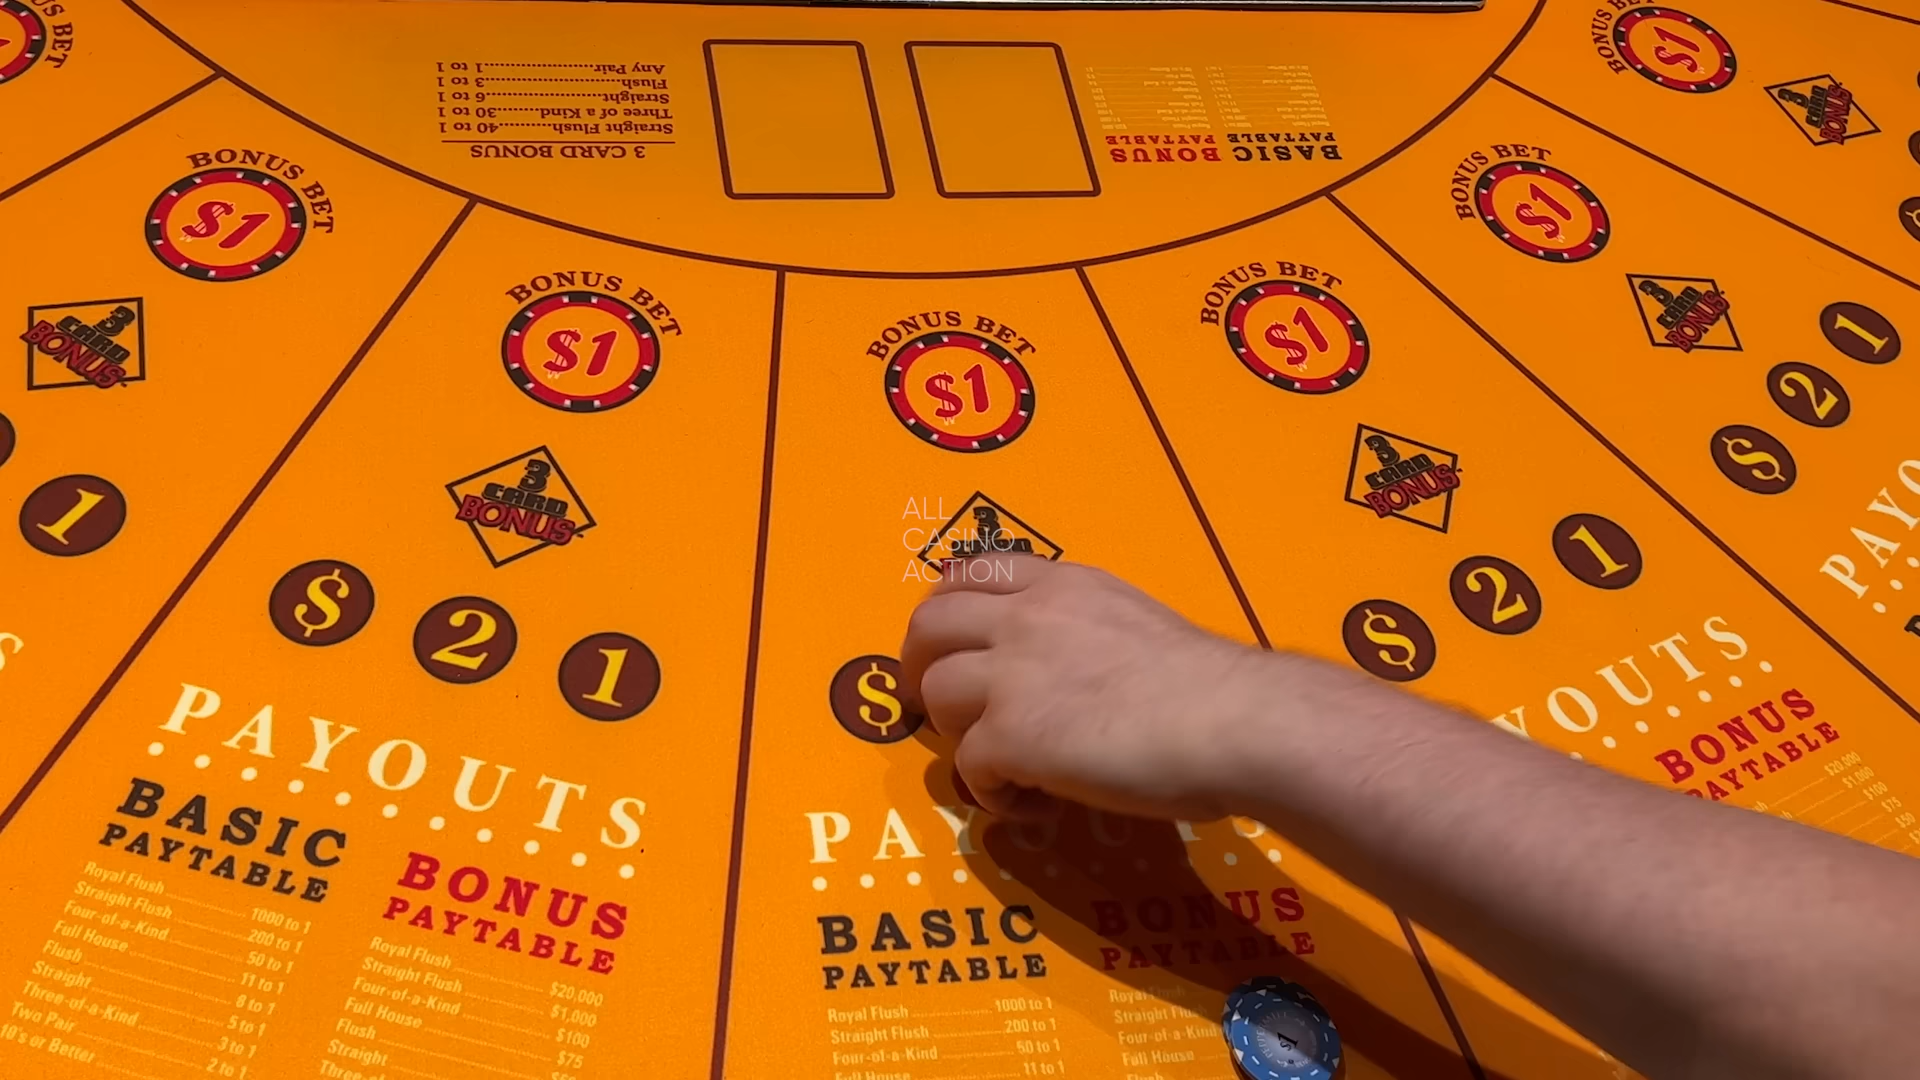 BONUS BET
$1
3 CARD BONUS
Straight Flush 40 to 1
Three of a Kind 30 to 1
Straight 6 to 1
Flush 3 to 1
Any Pair 1 to 1
BASIC BONUS
PAYTABLE PAYTABLE
BONUS BET
$1
3
CARD
BONUS
1
BONUS BET
$1
3
CARD
BONUS
$ 2 1
PAYOUTS
BASIC
PAYTABLE
Royal Flush 1000 to 1
Straight Flush 200 to 1
Four-of-a-Kind 50 to 1
Full House 11 to 1
Flush 8 to 1
Straight 5 to 1
Three-of-a-Kind 3 to 1
Two Pair 2 to 1
10's or Better
BONUS
PAYTABLE
Royal Flush $20,000
Straight Flush $1,000
Four-of-a-Kind $100
Full House $75
Flush
Straight
BONUS BET
$1
3
ALL
CASINO
ACTION
$
PAYOUTS
BASIC
PAYTABLE
Royal Flush 1000 to 1
Straight Flush 200 to 1
Four-of-a-Kind 50 to 1
Full House 11 to 1
BONUS
PAYTABLE
Royal Flush
Straight
Four-of-a-Kind
Full House
$1
BONUS BET
$1
3
CARD
BONUS
$ 2 1
YOUTS
BONUS
PAYTABLE
$20,000
$1,000
$100
$75
$50
BONUS BET
$1
3
CARD
BONUS
$ 2 1
PAYO
BONUS BET
$1
3
CARD
BONUS